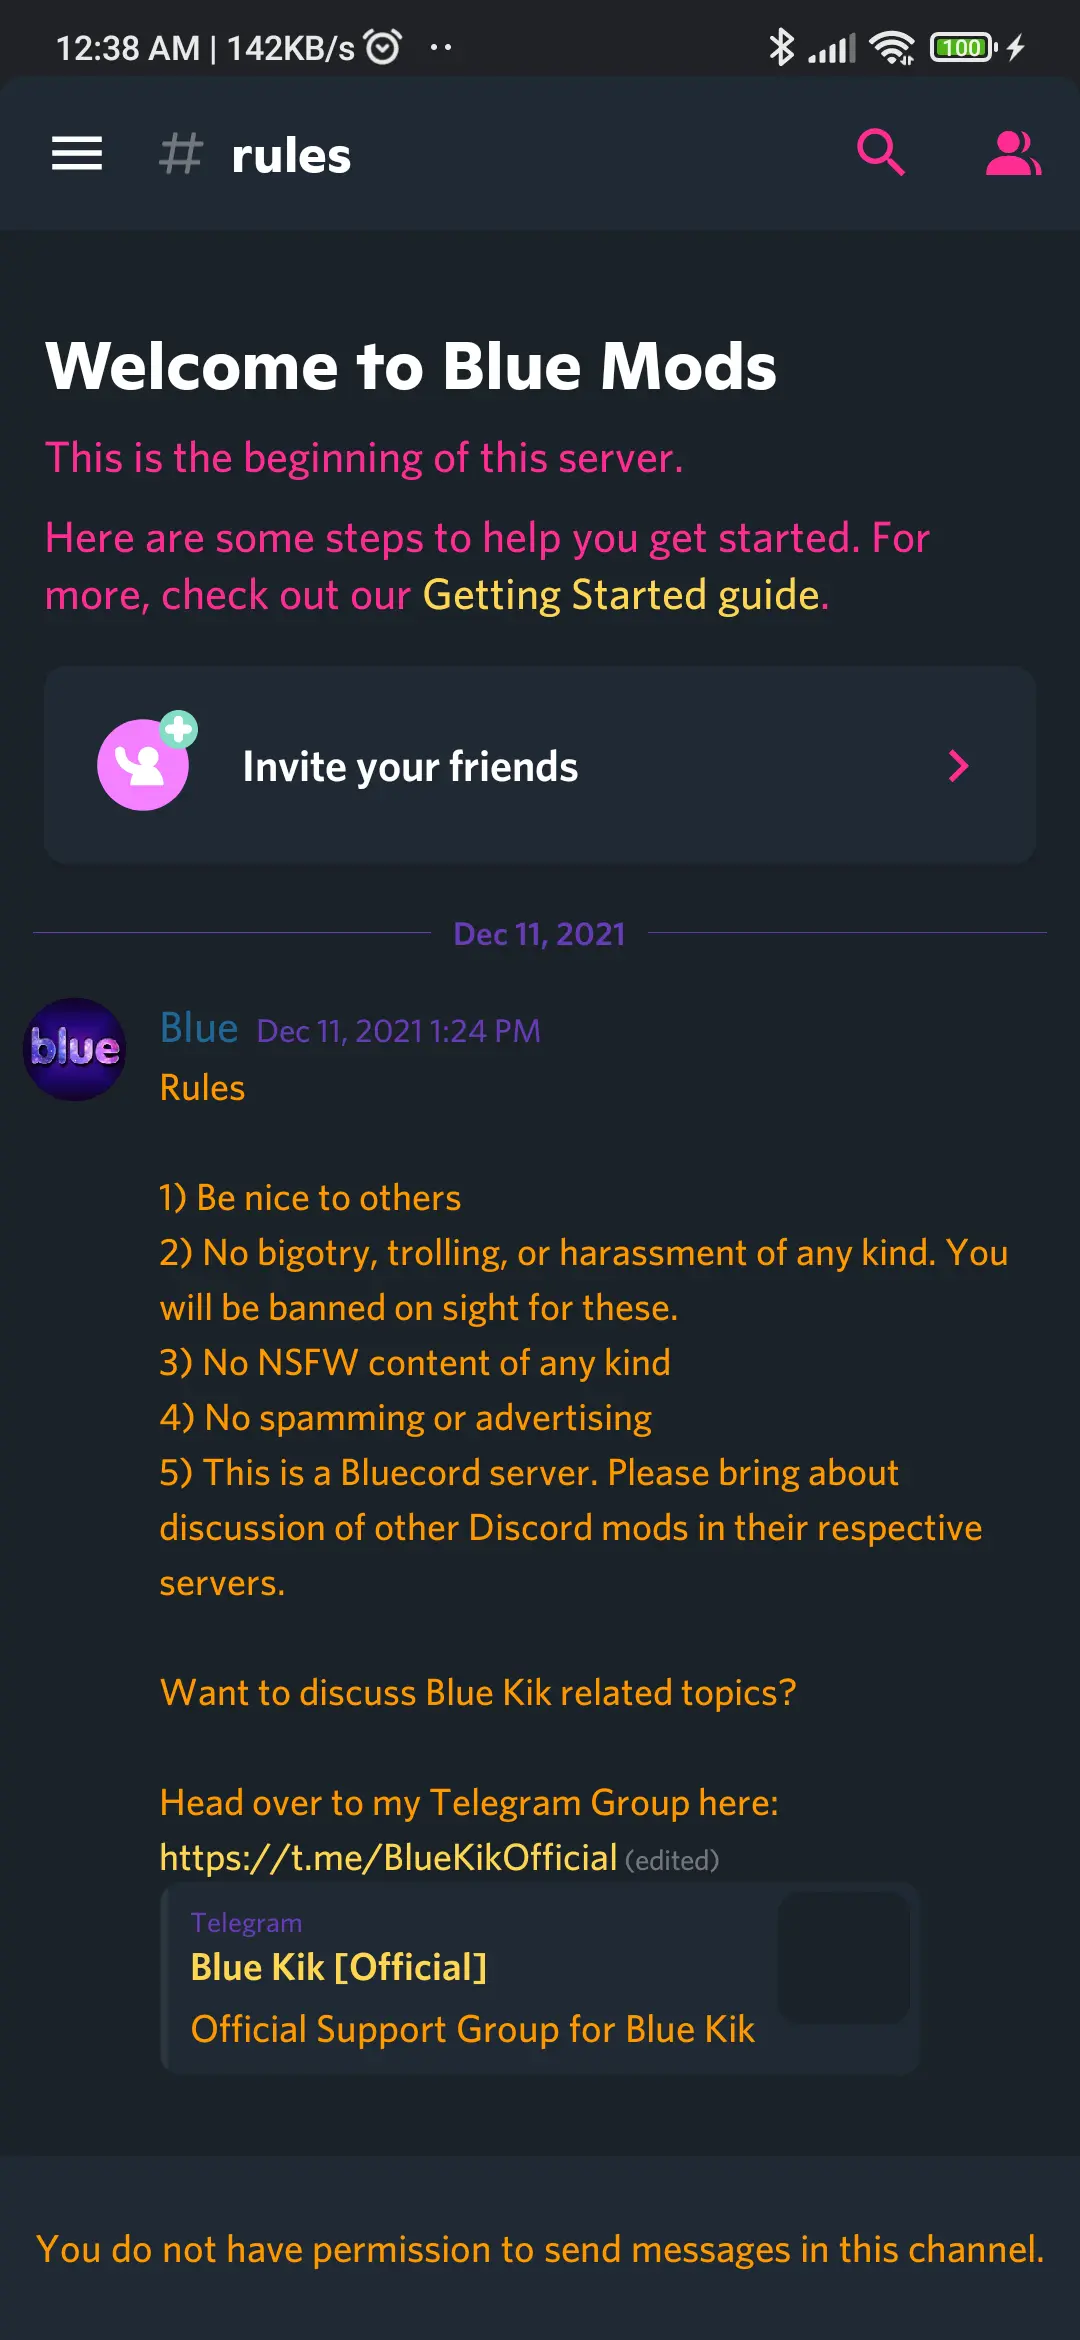 12:38 AM | 142KB/s
100
# rules
Welcome to Blue Mods
This is the beginning of this server.
Here are some steps to help you get started. For
more, check out our Getting Started guide.
Invite your friends
Dec 11, 2021
blue
Blue Dec 11, 2021 1:24 PM
Rules
1) Be nice to others
2) No bigotry, trolling, or harassment of any kind. You
will be banned on sight for these.
3) No NSFW content of any kind
4) No spamming or advertising
5) This is a Bluecord server. Please bring about
discussion of other Discord mods in their respective
servers.
Want to discuss Blue Kik related topics?
Head over to my Telegram Group here:
https://t.me/BlueKikOfficial (edited)
Telegram
Blue Kik [Official]
Official Support Group for Blue Kik
You do not have permission to send messages in this channel.